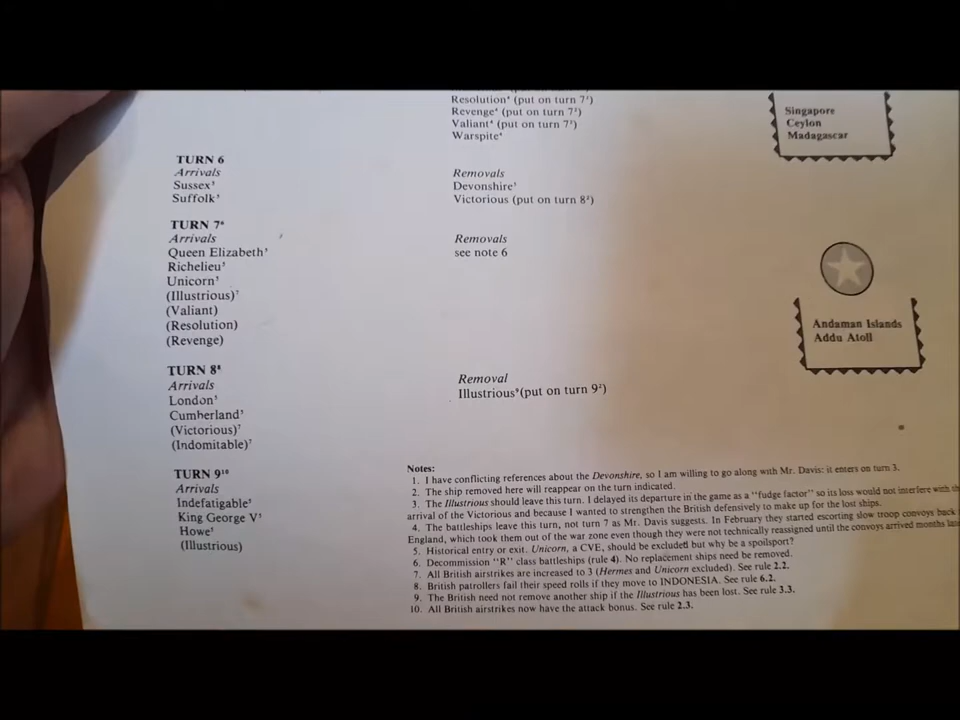 Resolution⁴ (put on turn 7²)
Revenge⁴ (put on turn 7²)
Valiant⁴ (put on turn 7²)
Warspite⁴
Singapore
Ceylon
Madagascar
TURN 6
Arrivals
Sussex⁵
Suffolk⁵
Removals
Devonshire⁵
Victorious (put on turn 8²)
TURN 7⁶
Arrivals
Queen Elizabeth⁵
Richelieu⁵
Unicorn⁵
(Illustrious)⁷
(Valiant)
(Resolution)
(Revenge)
Removals
see note 6
Andaman Islands
Addu Atoll
TURN 8⁸
Arrivals
London⁵
Cumberland⁵
(Victorious)⁷
(Indomitable)⁷
Removal
Illustrious⁹(put on turn 9²)
TURN 9¹⁰
Arrivals
Indefatigable⁵
King George V⁵
Howe⁵
(Illustrious)
Notes:
1. I have conflicting references about the Devonshire, so I am willing to go along with Mr. Davis: it enters on turn 3.
2. The ship removed here will reappear on the turn indicated.
3. The Illustrious should leave this turn. I delayed its departure in the game as a "fudge factor" so its loss would not interfere with the
arrival of the Victorious and because I wanted to strengthen the British defensively to make up for the lost ships.
4. The battleships leave this turn, not turn 7 as Mr. Davis suggests. In February they started escorting slow troop convoys back
England, which took them out of the war zone even though they were not technically reassigned until the convoys arrived months
5. Historical entry or exit. Unicorn, a CVE, should be excluded but why be a spoilsport?
6. Decommission "R" class battleships (rule 4). No replacement ships need be removed.
7. All British airstrikes are increased to 3 (Hermes and Unicorn excluded). See rule 2.2.
8. British patrollers fail their speed rolls if they move to INDONESIA. See rule 6.2.
9. The British need not remove another ship if the Illustrious has been lost. See rule 3.3.
10. All British airstrikes now have the attack bonus. See rule 2.3.